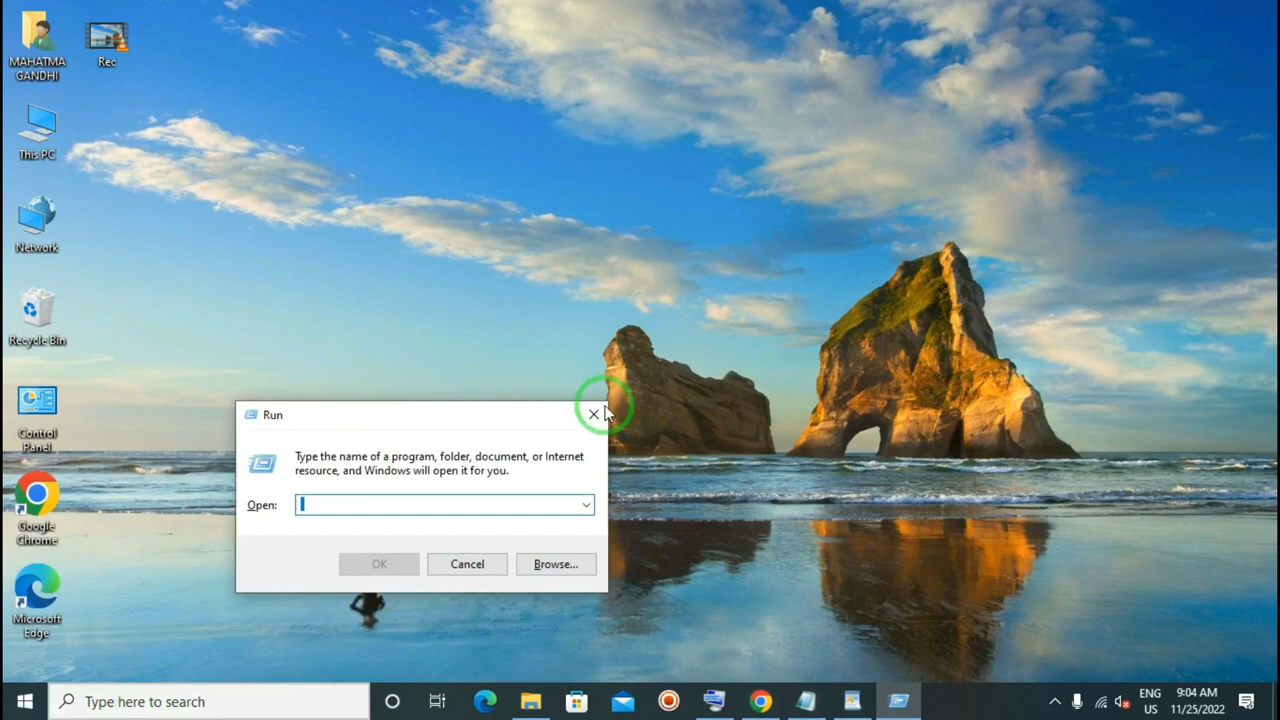 MAHATMA
GANDHI
Rec
This PC
Network
Recycle Bin
Control
Panel
Google
Chrome
Microsoft
Edge
Run
Type the name of a program, folder, document, or Internet
resource, and Windows will open it for you.
Open:
OK
Cancel
Browse...
Type here to search
ENG
US
9:04 AM
11/25/2022